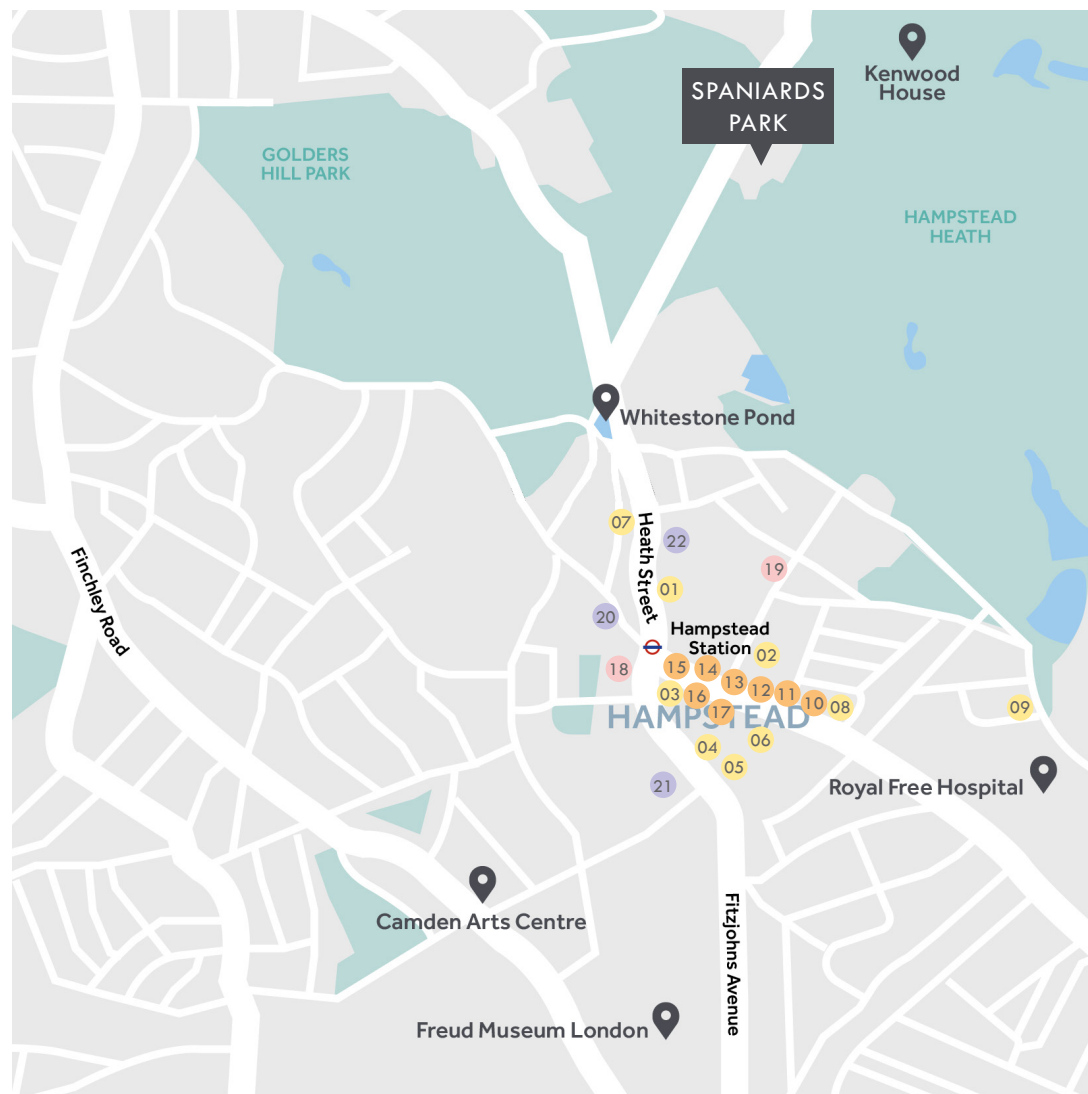 Kenwood
House
SPANIARDS
PARK
GOLDERS
HILL PARK
HAMPSTEAD
HEATH
Whitestone Pond
07
Heath Street
22
19
01
20
Hampstead
Station
02
18
15
14
13
12
11
10
08
03
16
17
09
HAMPSTEAD
04
06
05
21
Finchley Road
Royal Free Hospital
Camden Arts Centre
Fitzjohns Avenue
Freud Museum London